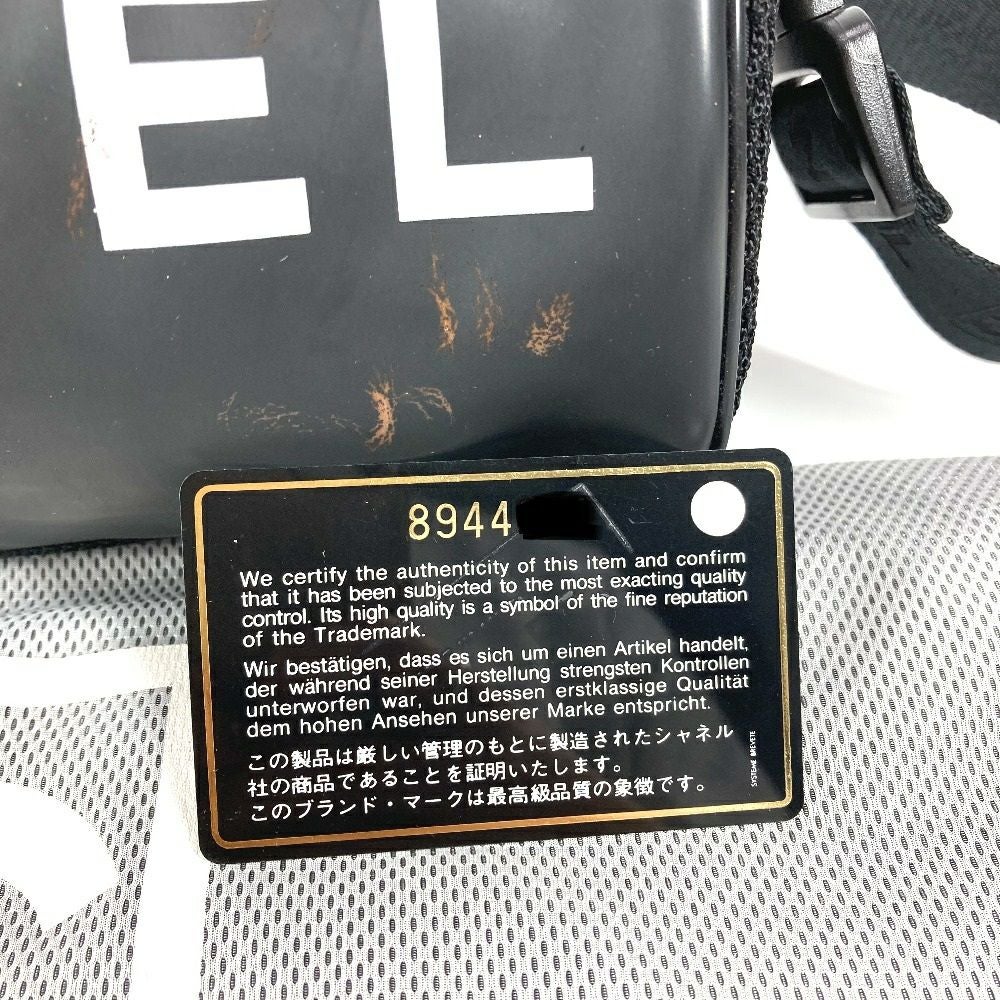 EL
8944
We certify the authenticity of this item and confirm
that it has been subjected to the most exacting quality
control. Its high quality is a symbol of the fine reputation
of the Trademark.
Wir bestätigen, dass es sich um einen Artikel handelt,
der während seiner Herstellung strengsten Kontrollen
unterworfen war, und dessen erstklassige Qualität
dem hohen Ansehen unserer Marke entspricht.
この製品は厳しい管理のもとに製造されたシャネル
社の商品であることを証明いたします。
このブランド・マークは最高級品質の象徴です。
SYSTEME BREVETE